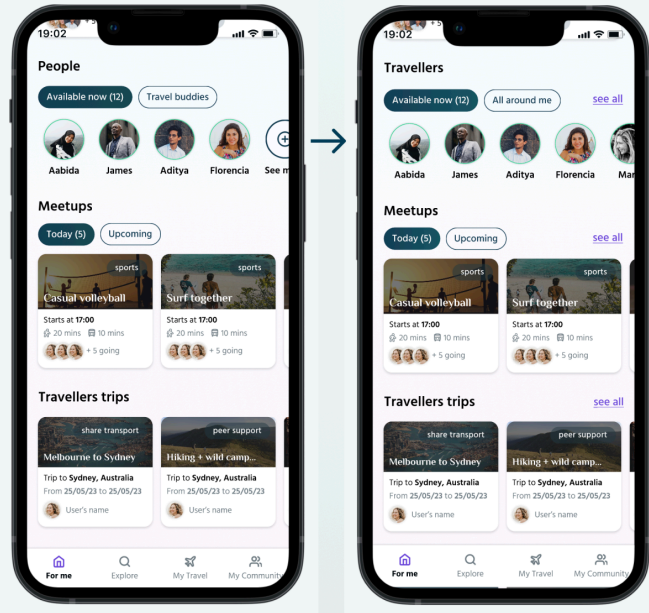 + 5
19:02
People
Available now (12)
Travel buddies
Aabida
James
Aditya
Florencia
See m
Meetups
Today (5)
Upcoming
sports
Casual volleyball
Starts at 17:00
20 mins
10 mins
+ 5 going
sports
Surf together
Starts at 17:00
20 mins
10 mins
+ 5 going
Travellers trips
share transport
Melbourne to Sydney
Trip to Sydney, Australia
From 25/05/23 to 25/05/23
User's name
peer support
Hiking + wild camp...
Trip to Sydney, Australia
From 25/05/23 to 25/05/23
User's name
For me
Explore
My Travel
My Community
19:02
Travellers
Available now (12)
All around me
see all
Aabida
James
Aditya
Florencia
Mar
Meetups
Today (5)
Upcoming
see all
sports
Casual volleyball
Starts at 17:00
20 mins
10 mins
+ 5 going
sports
Surf together
Starts at 17:00
20 mins
10 mins
+ 5 going
Travellers trips
see all
share transport
Melbourne to Sydney
Trip to Sydney, Australia
From 25/05/23 to 25/05/23
User's name
peer support
Hiking + wild camp...
Trip to Sydney, Australia
From 25/05/23 to 25/05/23
User's name
For me
Explore
My Travel
My Community